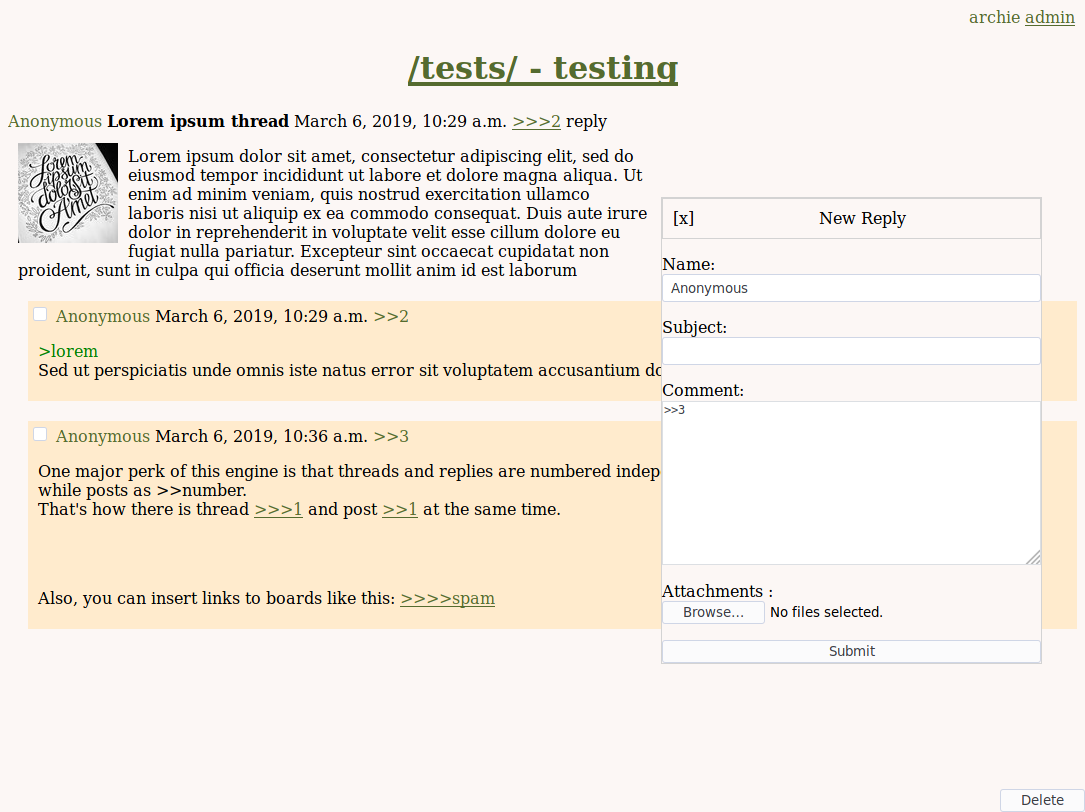 archie admin
/tests/ - testing
Anonymous Lorem ipsum thread March 6, 2019, 10:29 a.m. >>>2 reply
Lorem ipsum dolor sit Amet
Lorem ipsum dolor sit amet, consectetur adipiscing elit, sed do
eiusmod tempor incididunt ut labore et dolore magna aliqua. Ut
enim ad minim veniam, quis nostrud exercitation ullamco
laboris nisi ut aliquip ex ea commodo consequat. Duis aute irure
dolor in reprehenderit in voluptate velit esse cillum dolore eu
fugiat nulla pariatur. Excepteur sint occaecat cupidatat non
proident, sunt in culpa qui officia deserunt mollit anim id est laborum
Anonymous March 6, 2019, 10:29 a.m. >>2
>lorem
Sed ut perspiciatis unde omnis iste natus error sit voluptatem accusantium
Anonymous March 6, 2019, 10:36 a.m. >>3
One major perk of this engine is that threads and replies are numbered
while posts as >>number.
That's how there is thread >>>1 and post >>1 at the same time.
Also, you can insert links to boards like this: >>>>spam
[x] New Reply
Name:
Anonymous
Subject:
Comment:
>>3
Attachments :
Browse... No files selected.
Submit
Delete